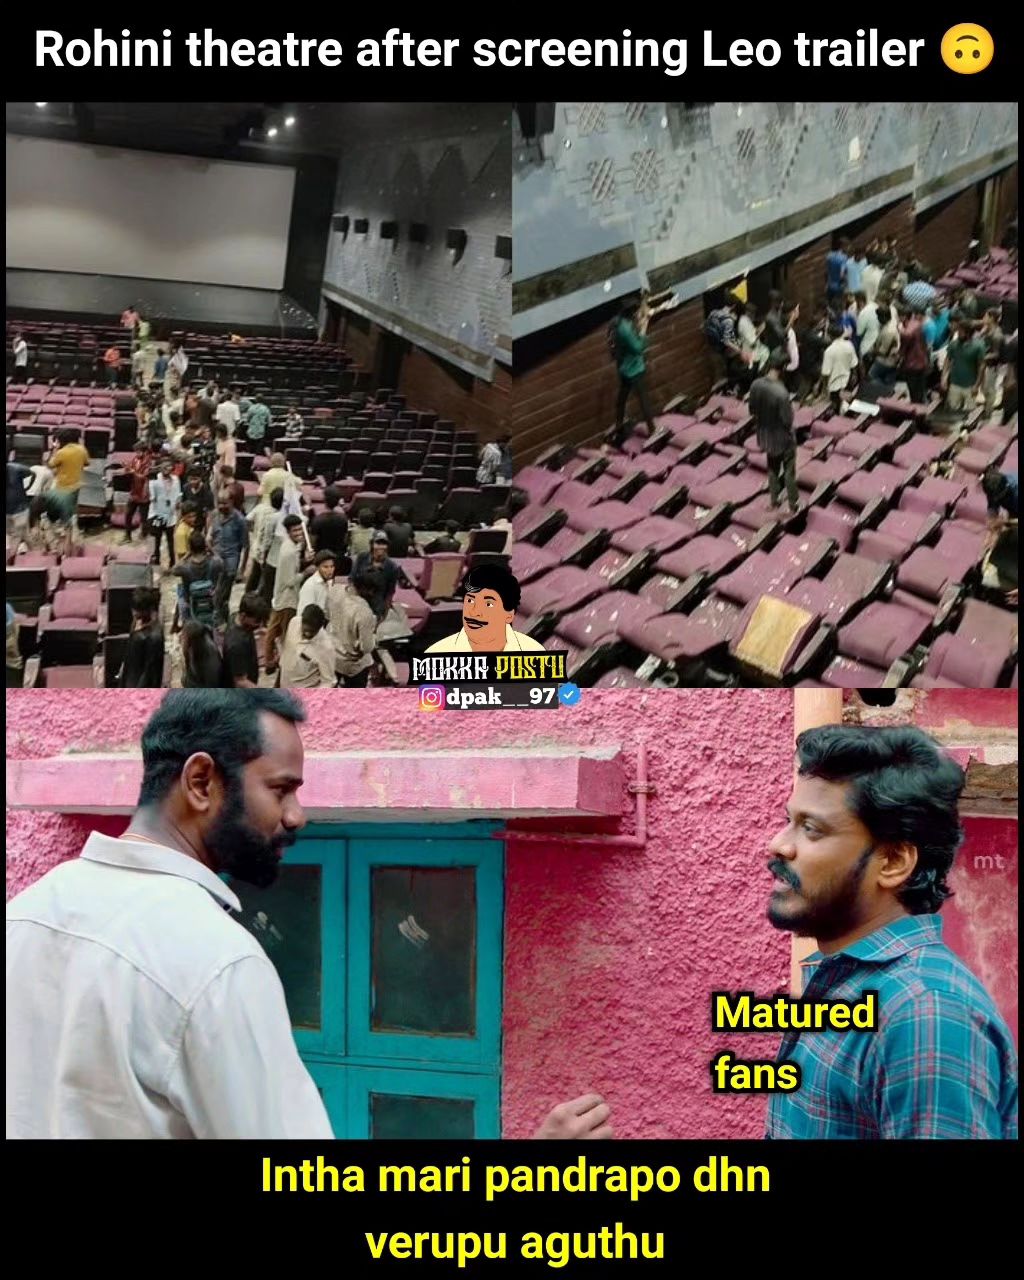 Rohini theatre after screening Leo trailer 🙃
MOKKA POSTU
dpak__97
mt
Matured
fans
Intha mari pandrapo dhn
verupu aguthu